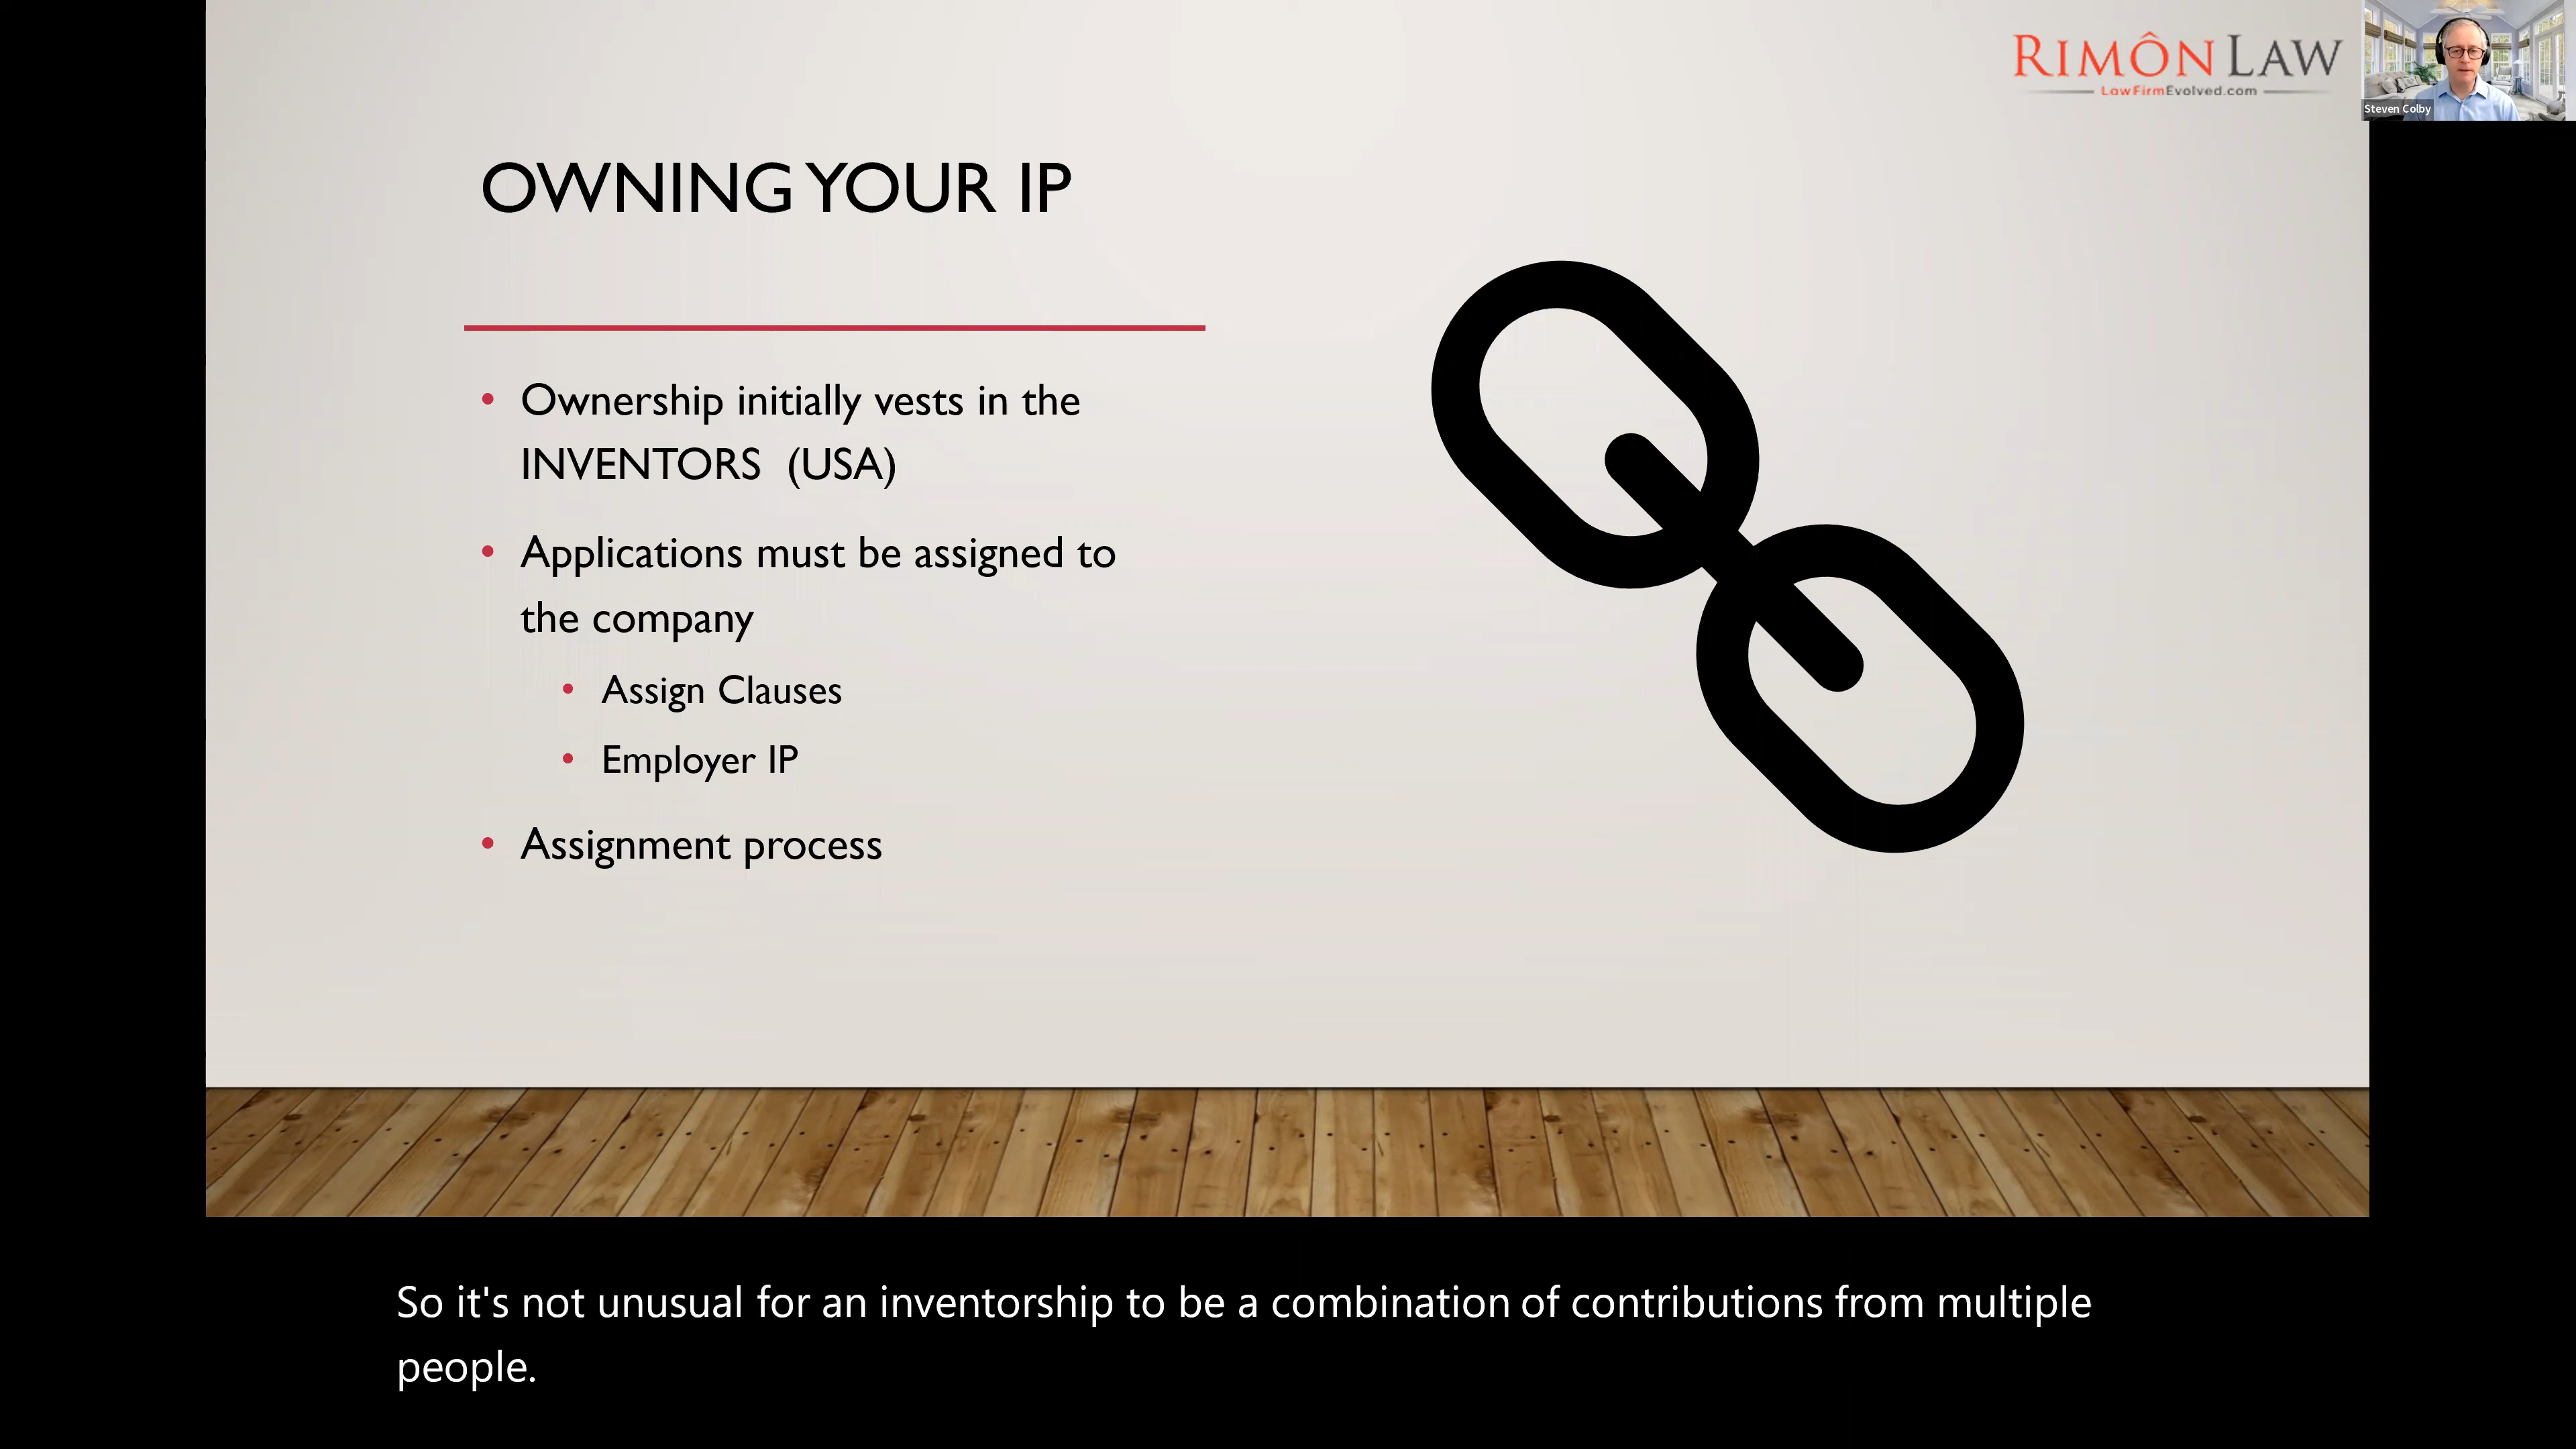 RIMÔN LAW
LawFirmEvolved.com
Steven Colby
OWNING YOUR IP
• Ownership initially vests in the
INVENTORS (USA)
• Applications must be assigned to
the company
• Assign Clauses
• Employer IP
• Assignment process
So it's not unusual for an inventorship to be a combination of contributions from multiple
people.